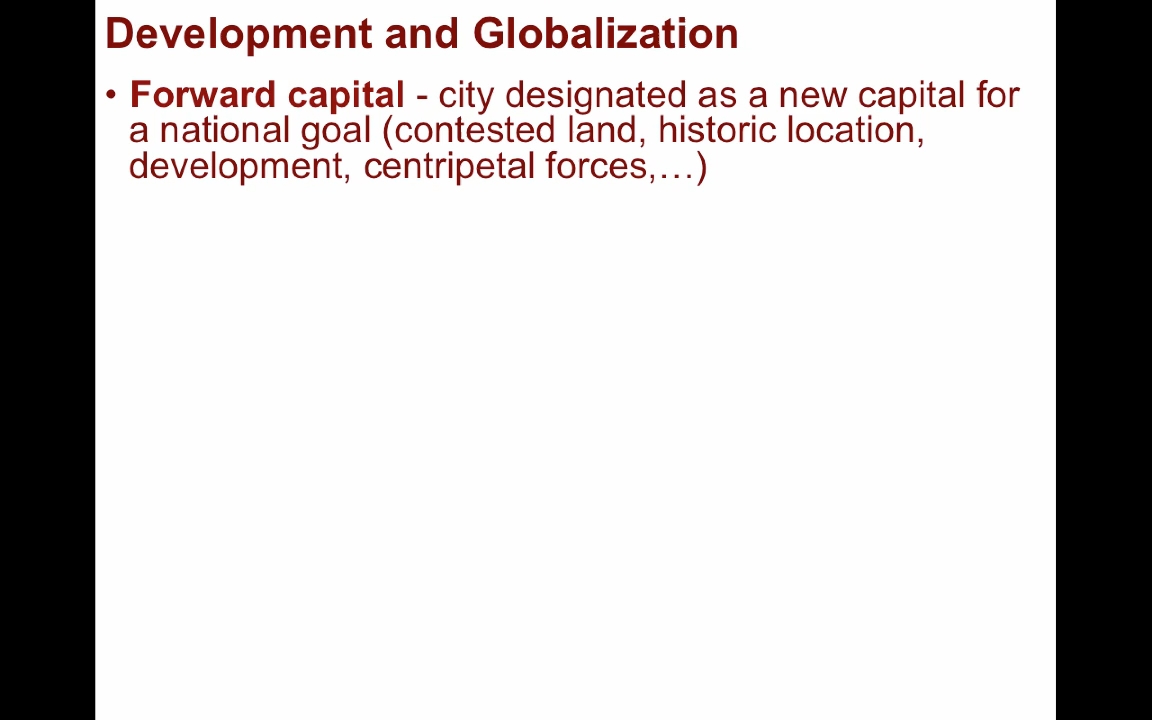 Development and Globalization
• Forward capital - city designated as a new capital for
a national goal (contested land, historic location,
development, centripetal forces,…)